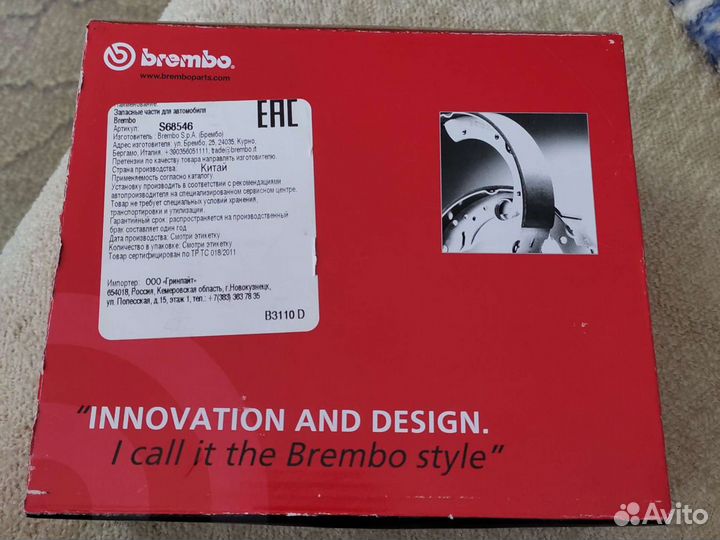 brembo.
www.bremboparts.com
Наименование:
Запасные части для автомобиля
Brembo
Артикул: S68546
EAC
Изготовитель : Brembo S.p.A. (Брембо)
Адрес изготовителя: ул. Брембо, 25, 24035, Курно,
Бергамо, Италия. +390356051111, trade@brembo.it
Претензии по качеству товара направлять изготовителю.
Страна производства: Китай
Применяемость согласно каталогу.
Установку производить в соответствии с рекомендациями
автопроизводителя на специализированном сервисном центре.
Товар не требует специальных условий хранения,
транспортировки и утилизации.
Гарантийный срок: распространяется на производственный
брак составляет один год
Дата производства: Смотри этикетку
Количество в упаковке: Смотри этикетку
Товар сертифицирован по ТР ТС 018/2011
Импортер: ООО «Гринлайт»
654018, Россия, Кемеровская область, г.Новокузнецк,
ул. Полесская, д.15, этаж 1, тел.: +7(383) 363 78 35
B3110 D
"INNOVATION AND DESIGN.
I call it the Brembo style"
Avito